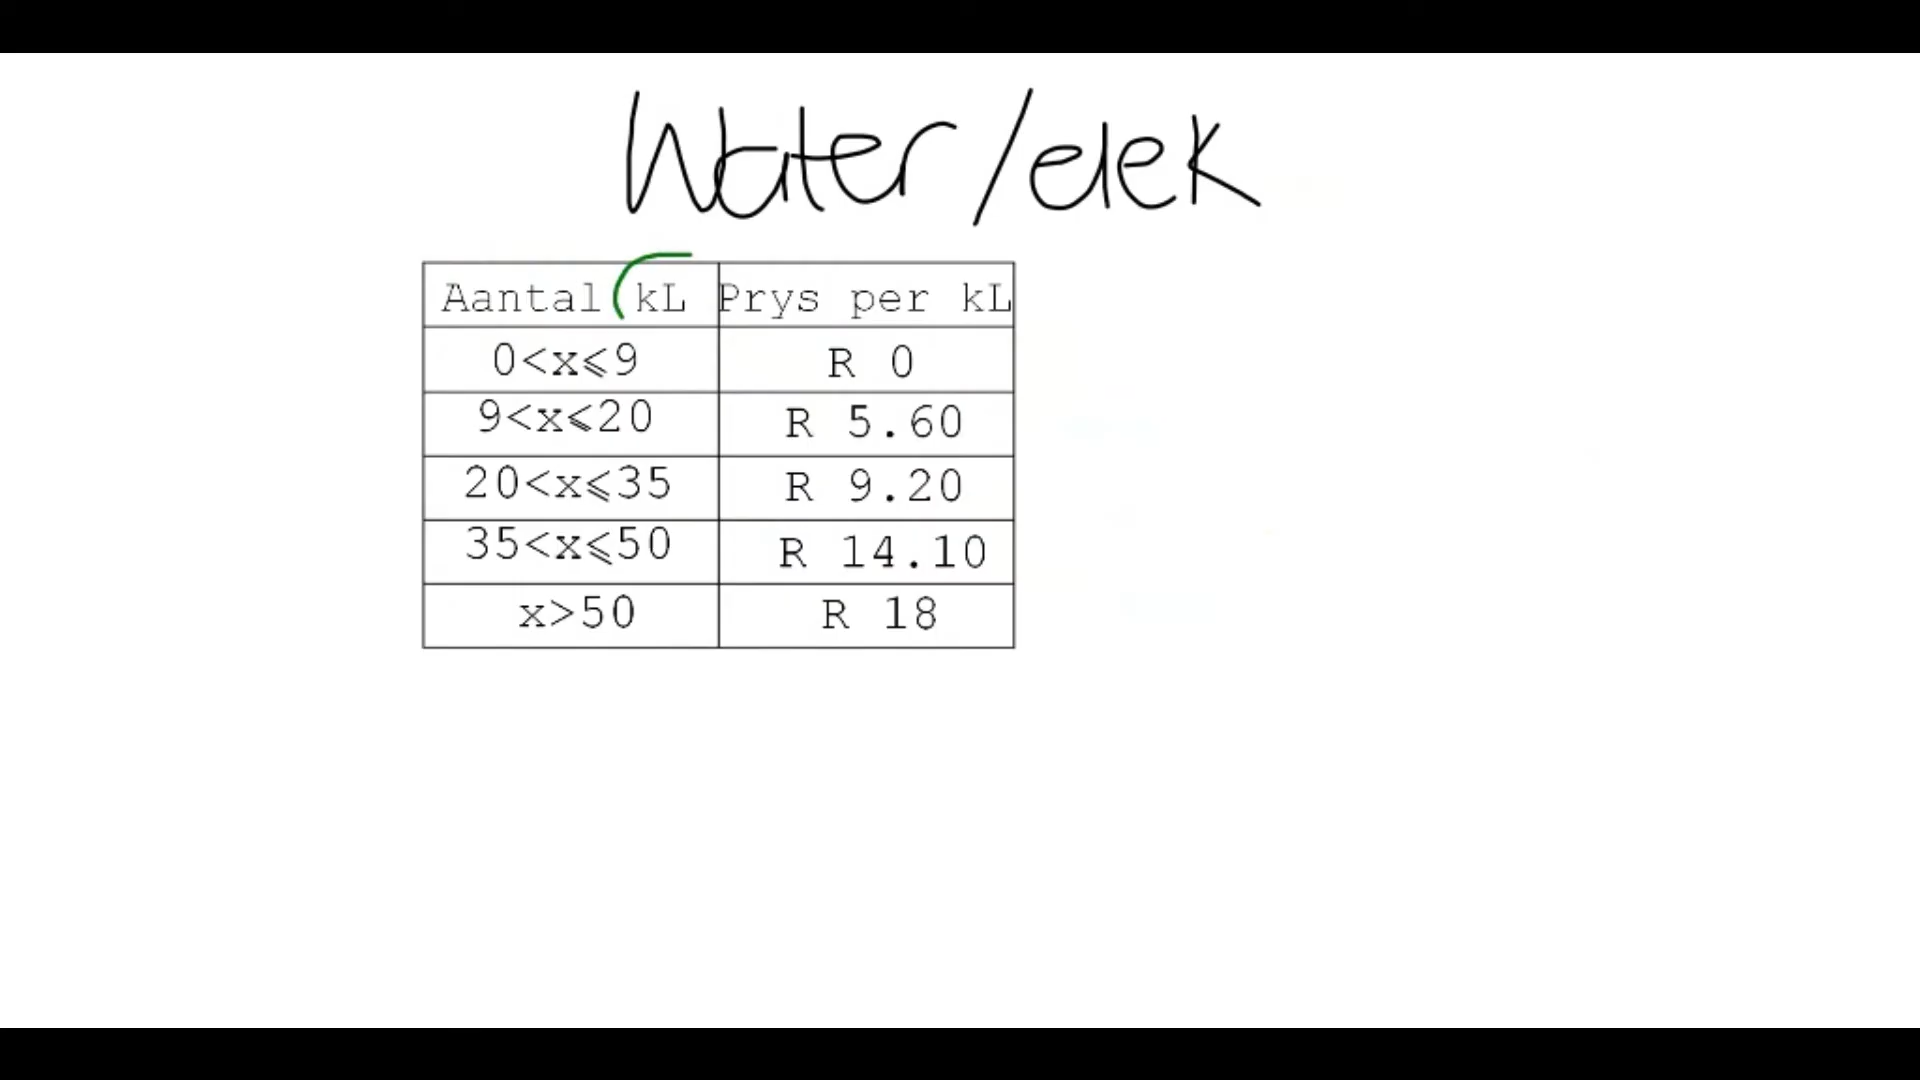 Water/elek
Aantal kL Prys per kL
0<x⩽9 R 0
9<x⩽20 R 5.60
20<x⩽35 R 9.20
35<x⩽50 R 14.10
x>50 R 18